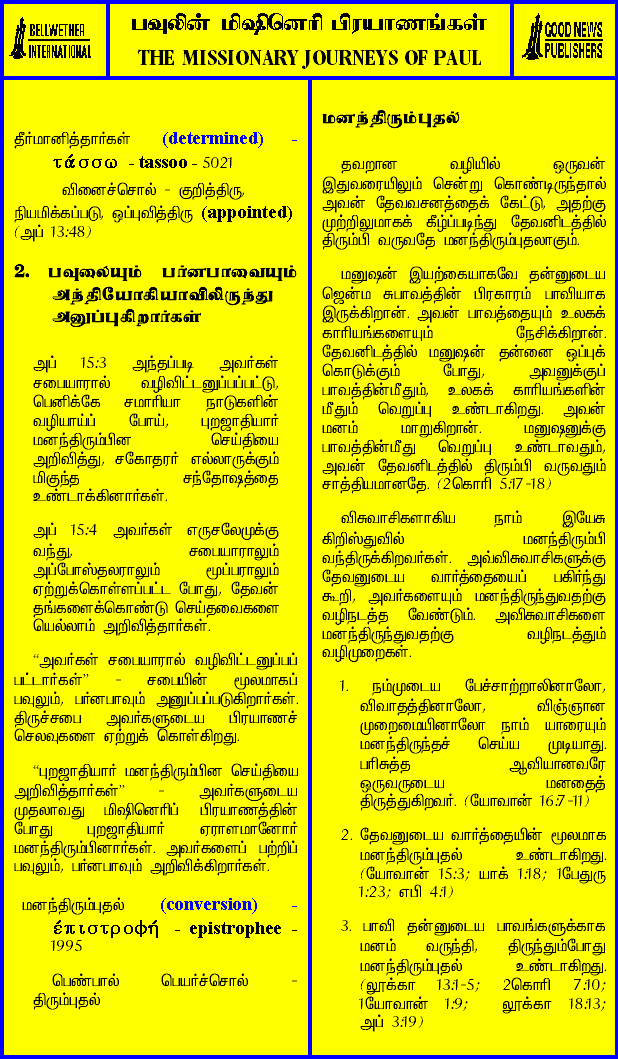 BELLWETHER
INTERNATIONAL
பவுலின் மிஷினெரி பிரயாணங்கள்
THE MISSIONARY JOURNEYS OF PAUL
GOOD NEWS
PUBLISHERS
தீர்மானித்தார்கள் (determined) -
τάσσω - tassoo - 5021
வினைச்சொல் - குறித்திரு,
நியமிக்கப்படு, ஒப்புவித்திரு (appointed)
(அப் 13:48)
2. பவுலையும் பர்னபாவையும்
அந்தியோகியாவிலிருந்து
அனுப்புகிறார்கள்
அப் 15:3 அந்தப்படி அவர்கள்
சபையாரால் வழிவிட்டனுப்பப்பட்டு,
பெனிக்கே சமாரியா நாடுகளின்
வழியாய்ப் போய், புறஜாதியார்
மனந்திரும்பின செய்தியை
அறிவித்து, சகோதரர் எல்லாருக்கும்
மிகுந்த சந்தோஷத்தை
உண்டாக்கினார்கள்.
அப் 15:4 அவர்கள் எருசலேமுக்கு
வந்து, சபையாராலும்
அப்போஸ்தலராலும் மூப்பராலும்
ஏற்றுக்கொள்ளப்பட்ட போது, தேவன்
தங்களைக்கொண்டு செய்தவைகளை
யெல்லாம் அறிவித்தார்கள்.
“அவர்கள் சபையாரால் வழிவிட்டனுப்பப்
பட்டார்கள்” - சபையின் மூலமாகப்
பவுலும், பர்னபாவும் அனுப்பப்படுகிறார்கள்.
திருச்சபை அவர்களுடைய பிரயாணச்
செலவுகளை ஏற்றுக் கொள்கிறது.
“புறஜாதியார் மனந்திரும்பின செய்தியை
அறிவித்தார்கள்” - அவர்களுடைய
முதலாவது மிஷினெரிப் பிரயாணத்தின்
போது புறஜாதியார் ஏராளமானோர்
மனந்திரும்பினார்கள். அவர்களைப் பற்றிப்
பவுலும், பர்னபாவும் அறிவிக்கிறார்கள்.
மனந்திரும்புதல் (conversion) -
έπιστροφή - epistrophee -
1995
பெண்பால் பெயர்ச்சொல் -
திரும்புதல்
மனந்திரும்புதல்
தவறான வழியில் ஒருவன்
இதுவரையிலும் சென்று கொண்டிருந்தால்
அவன் தேவவசனத்தைக் கேட்டு, அதற்கு
முற்றிலுமாகக் கீழ்ப்படிந்து தேவனிடத்தில்
திரும்பி வருவதே மனந்திரும்புதலாகும்.
மனுஷன் இயற்கையாகவே தன்னுடைய
ஜென்ம சுபாவத்தின் பிரகாரம் பாவியாக
இருக்கிறான். அவன் பாவத்தையும் உலகக்
காரியங்களையும் நேசிக்கிறான்.
தேவனிடத்தில் மனுஷன் தன்னை ஒப்புக்
கொடுக்கும் போது, அவனுக்குப்
பாவத்தின்மீதும், உலகக் காரியங்களின்
மீதும் வெறுப்பு உண்டாகிறது. அவன்
மனம் மாறுகிறான். மனுஷனுக்கு
பாவத்தின்மீது வெறுப்பு உண்டாவதும்,
அவன் தேவனிடத்தில் திரும்பி வருவதும்
சாத்தியமானதே. (2கொரி 5:17-18)
விசுவாசிகளாகிய நாம் இயேசு
கிறிஸ்துவில் மனந்திரும்பி
வந்திருக்கிறவர்கள். அவ்விசுவாசிகளுக்கு
தேவனுடைய வார்த்தையைப் பகிர்ந்து
கூறி, அவர்களையும் மனந்திருந்துவதற்கு
வழிநடத்த வேண்டும். அவிசுவாசிகளை
மனந்திருந்துவதற்கு வழிநடத்தும்
வழிமுறைகள்.
1. நம்முடைய பேச்சாற்றாலினாலோ,
விவாதத்தினாலோ, விஞ்ஞான
முறைமையினாலோ நாம் யாரையும்
மனந்திருந்தச் செய்ய முடியாது.
பரிசுத்த ஆவியானவரே
ஒருவருடைய மனதைத்
திருத்துகிறவர். (யோவான் 16:7-11)
2. தேவனுடைய வார்த்தையின் மூலமாக
மனந்திரும்புதல் உண்டாகிறது.
(யோவான் 15:3; யாக் 1:18; 1பேதுரு
1:23; எபி 4:1)
3. பாவி தன்னுடைய பாவங்களுக்காக
மனம் வருந்தி, திருந்தும்போது
மனந்திரும்புதல் உண்டாகிறது.
(லூக்கா 13:1-5; 2கொரி 7:10;
1யோவான் 1:9; லூக்கா 18:13;
அப் 3:19)